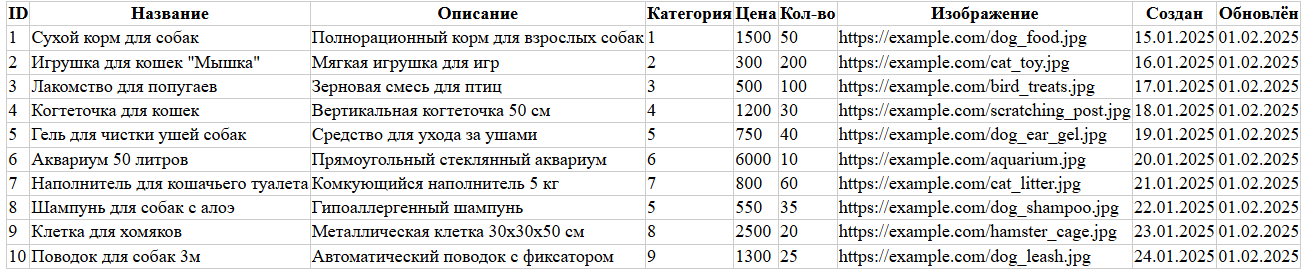 ID Название Описание Категория Цена Кол-во Изображение Создан Обновлён
1 Сухой корм для собак Полнорационный корм для взрослых собак 1 1500 50 https://example.com/dog_food.jpg 15.01.2025 01.02.2025
2 Игрушка для кошек "Мышка" Мягкая игрушка для игр 2 300 200 https://example.com/cat_toy.jpg 16.01.2025 01.02.2025
3 Лакомство для попугаев Зерновая смесь для птиц 3 500 100 https://example.com/bird_treats.jpg 17.01.2025 01.02.2025
4 Когтеточка для кошек Вертикальная когтеточка 50 см 4 1200 30 https://example.com/scratching_post.jpg 18.01.2025 01.02.2025
5 Гель для чистки ушей собак Средство для ухода за ушами 5 750 40 https://example.com/dog_ear_gel.jpg 19.01.2025 01.02.2025
6 Аквариум 50 литров Прямоугольный стеклянный аквариум 6 6000 10 https://example.com/aquarium.jpg 20.01.2025 01.02.2025
7 Наполнитель для кошачьего туалета Комкующийся наполнитель 5 кг 7 800 60 https://example.com/cat_litter.jpg 21.01.2025 01.02.2025
8 Шампунь для собак с алоэ Гипоаллергенный шампунь 5 550 35 https://example.com/dog_shampoo.jpg 22.01.2025 01.02.2025
9 Клетка для хомяков Металлическая клетка 30x30x50 см 8 2500 20 https://example.com/hamster_cage.jpg 23.01.2025 01.02.2025
10 Поводок для собак 3м Автоматический поводок с фиксатором 9 1300 25 https://example.com/dog_leash.jpg 24.01.2025 01.02.2025